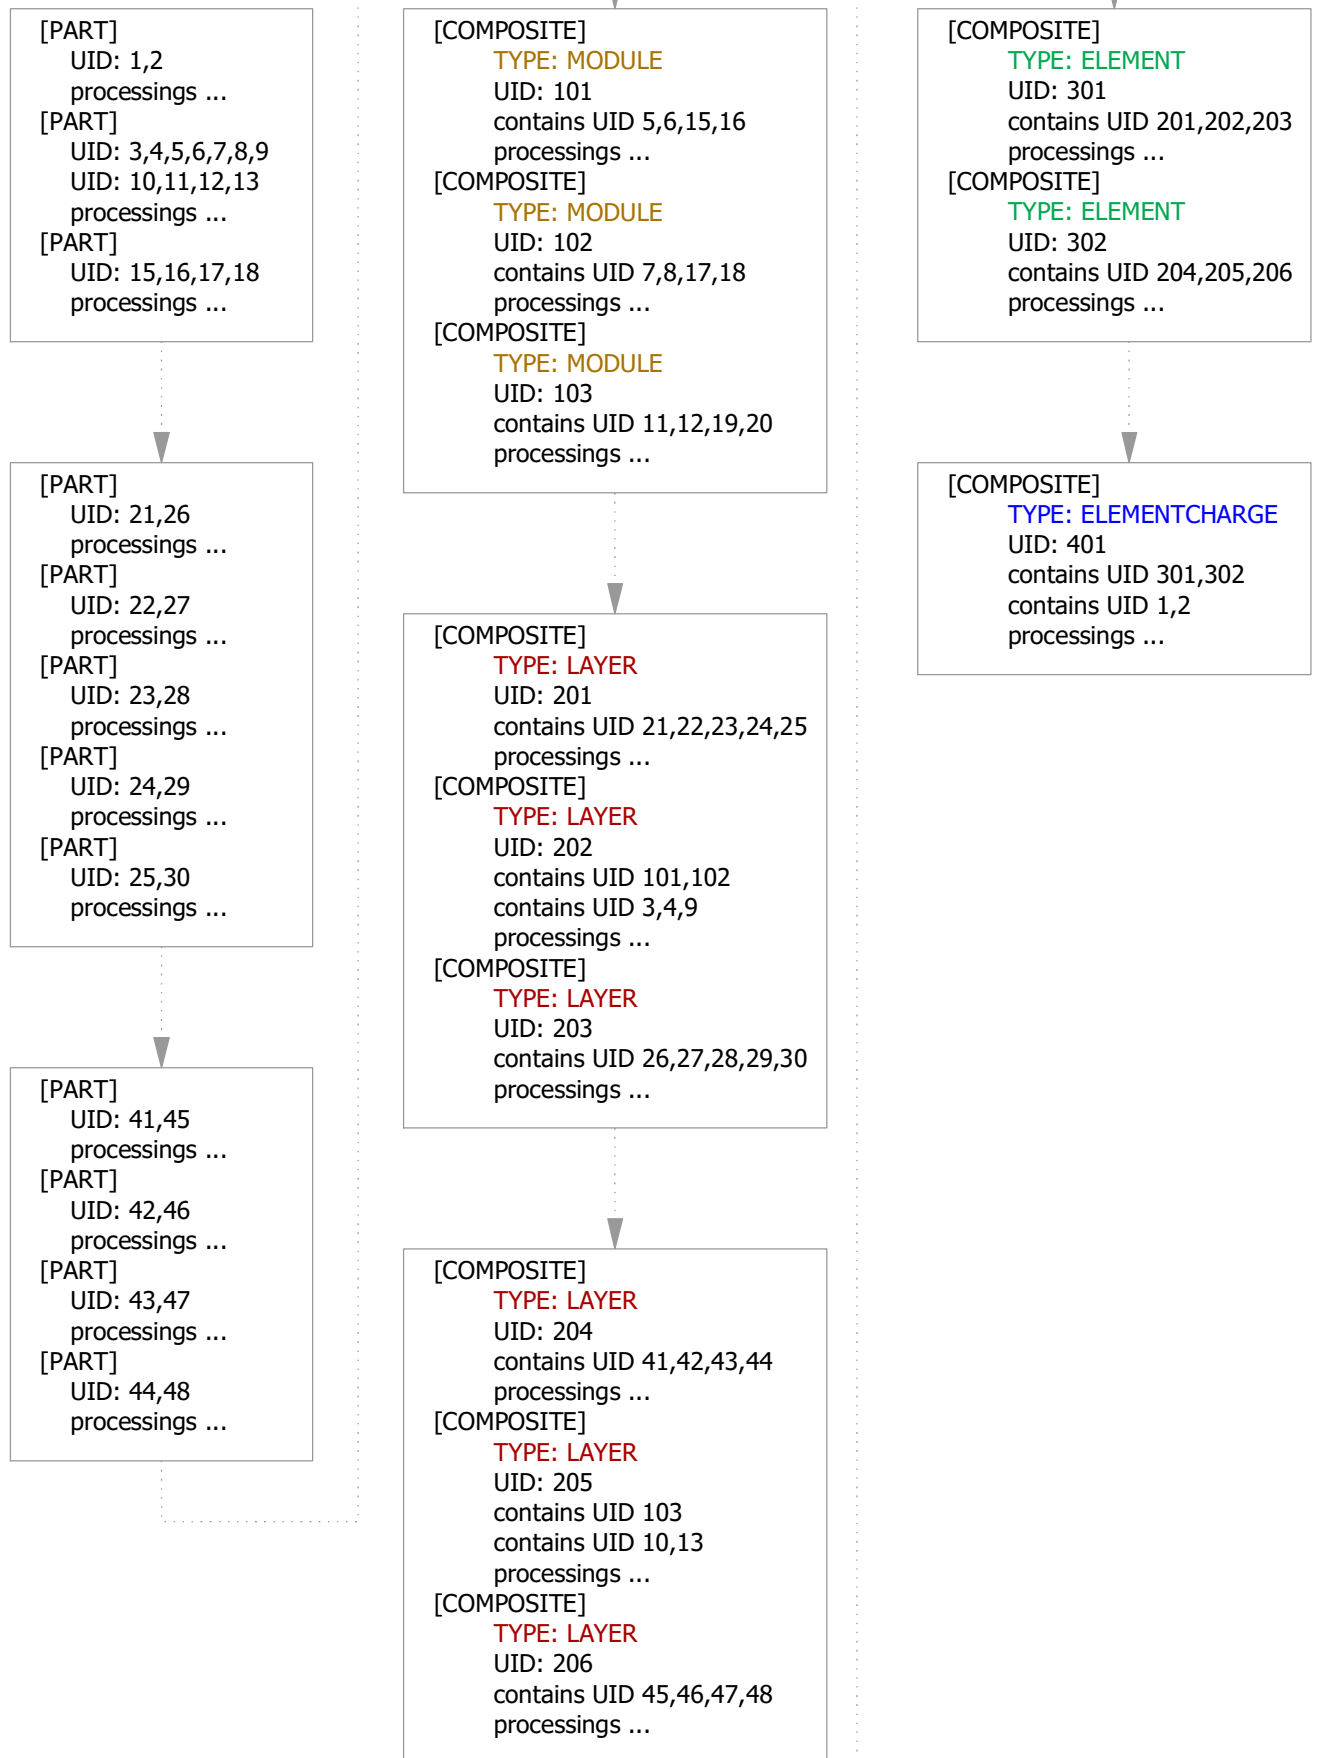 [PART]
UID: 1,2
processings ...
[PART]
UID: 3,4,5,6,7,8,9
UID: 10,11,12,13
processings ...
[PART]
UID: 15,16,17,18
processings ...
[PART]
UID: 21,26
processings ...
[PART]
UID: 22,27
processings ...
[PART]
UID: 23,28
processings ...
[PART]
UID: 24,29
processings ...
[PART]
UID: 25,30
processings ...
[PART]
UID: 41,45
processings ...
[PART]
UID: 42,46
processings ...
[PART]
UID: 43,47
processings ...
[PART]
UID: 44,48
processings ...
[COMPOSITE]
TYPE: MODULE
UID: 101
contains UID 5,6,15,16
processings ...
[COMPOSITE]
TYPE: MODULE
UID: 102
contains UID 7,8,17,18
processings ...
[COMPOSITE]
TYPE: MODULE
UID: 103
contains UID 11,12,19,20
processings ...
[COMPOSITE]
TYPE: LAYER
UID: 201
contains UID 21,22,23,24,25
processings ...
[COMPOSITE]
TYPE: LAYER
UID: 202
contains UID 101,102
contains UID 3,4,9
processings ...
[COMPOSITE]
TYPE: LAYER
UID: 203
contains UID 26,27,28,29,30
processings ...
[COMPOSITE]
TYPE: LAYER
UID: 204
contains UID 41,42,43,44
processings ...
[COMPOSITE]
TYPE: LAYER
UID: 205
contains UID 103
contains UID 10,13
processings ...
[COMPOSITE]
TYPE: LAYER
UID: 206
contains UID 45,46,47,48
processings ...
[COMPOSITE]
TYPE: ELEMENT
UID: 301
contains UID 201,202,203
processings ...
[COMPOSITE]
TYPE: ELEMENT
UID: 302
contains UID 204,205,206
processings ...
[COMPOSITE]
TYPE: ELEMENTCHARGE
UID: 401
contains UID 301,302
contains UID 1,2
processings ...